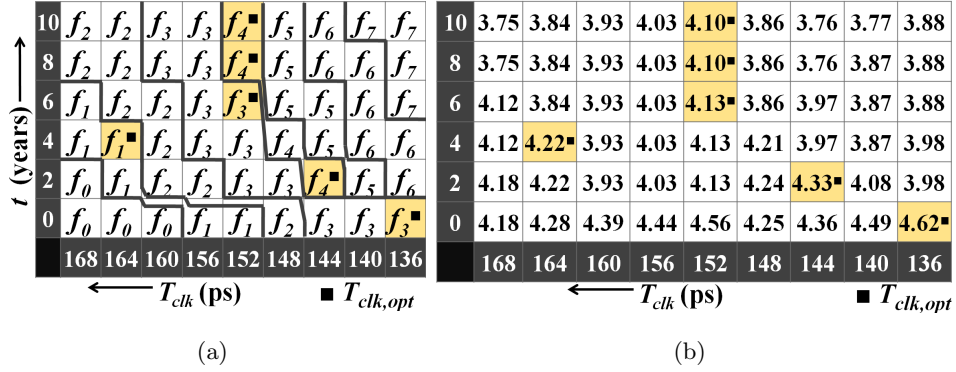 10 f2 f2 f3 f3 f4■ f5 f6 f7 f7
8 f2 f2 f3 f3 f4■ f5 f6 f6 f7
6 f1 f2 f2 f3 f3■ f5 f5 f6 f7
4 f1 f1■ f2 f3 f3 f4 f5 f6 f6
2 f0 f1 f2 f2 f3 f3 f4■ f5 f6
0 f0 f0 f0 f1 f1 f2 f3 f3 f3■
168 164 160 156 152 148 144 140 136
t (years)
← Tclk (ps) ■ Tclk,opt
(a)
10 3.75 3.84 3.93 4.03 4.10■ 3.86 3.76 3.77 3.88
8 3.75 3.84 3.93 4.03 4.10■ 3.86 3.76 3.87 3.88
6 4.12 3.84 3.93 4.03 4.13■ 3.86 3.97 3.87 3.88
4 4.12 4.22■ 3.93 4.03 4.13 4.21 3.97 3.87 3.98
2 4.18 4.22 3.93 4.03 4.13 4.24 4.33■ 4.08 3.98
0 4.18 4.28 4.39 4.44 4.56 4.25 4.36 4.49 4.62■
168 164 160 156 152 148 144 140 136
← Tclk (ps) ■ Tclk,opt
(b)